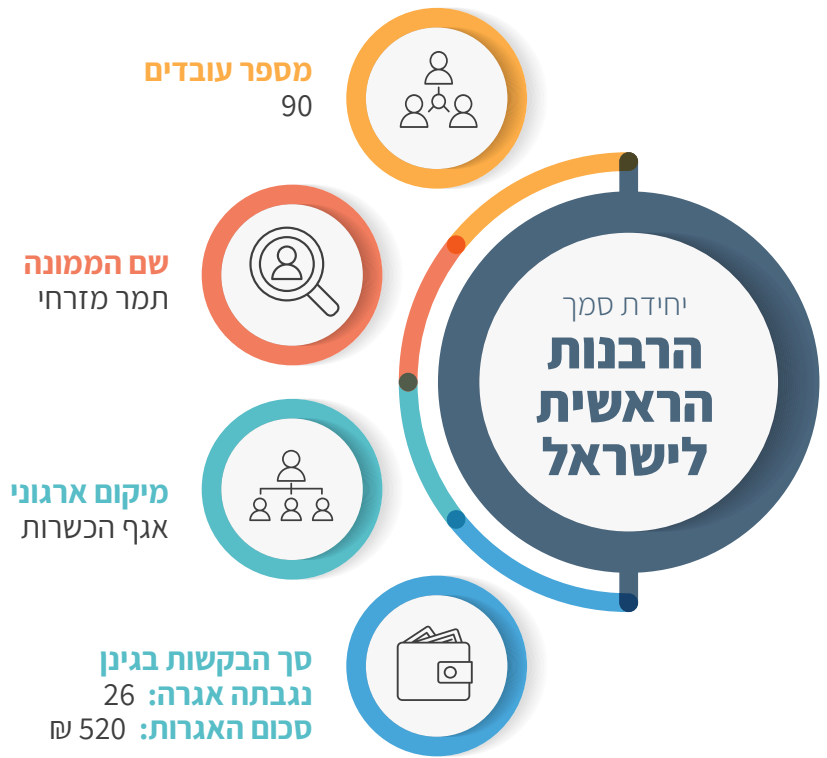 יחידת סמך
הרבנות
הראשית
לישראל
מספר עובדים
90
שם הממונה
תמר מזרחי
מיקום ארגוני
אגף הכשרות
סך הבקשות בגינן
נגבתה אגרה: 26
סכום האגרות: 520 ₪